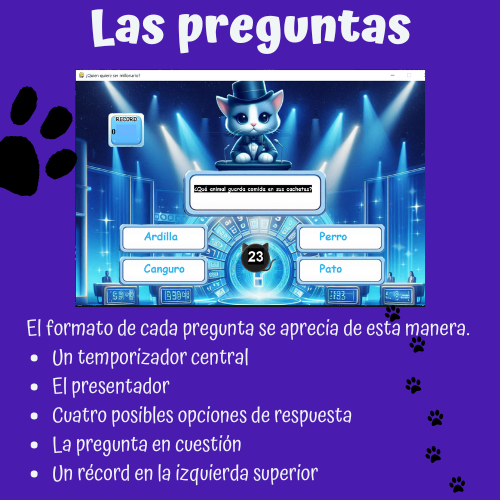 Las preguntas
¿Quien quiere ser millonario?
RECORD
0
¿Qué animal guarda comida en sus cachetes?
Ardilla
Perro
23
Canguro
Pato
El formato de cada pregunta se aprecia de esta manera.
• Un temporizador central
• El presentador
• Cuatro posibles opciones de respuesta
• La pregunta en cuestión
• Un récord en la izquierda superior